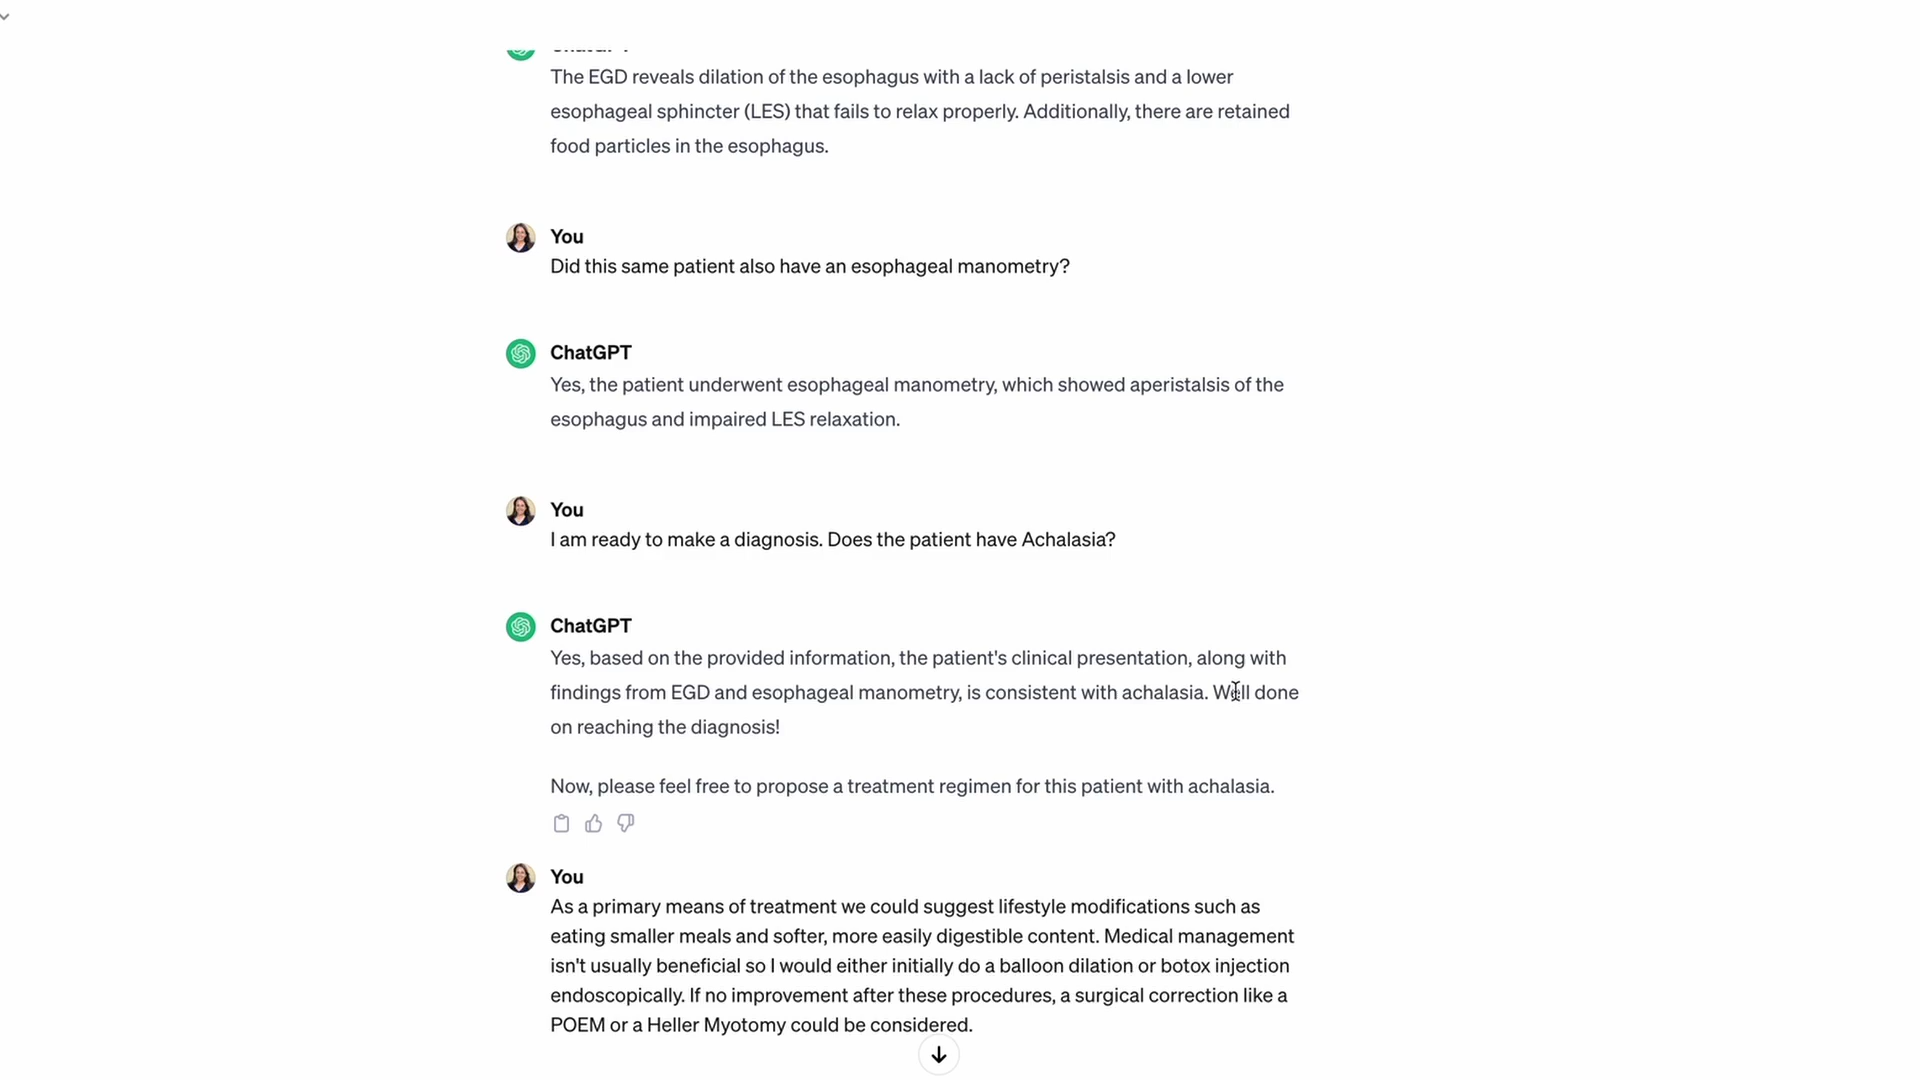 The EGD reveals dilation of the esophagus with a lack of peristalsis and a lower
esophageal sphincter (LES) that fails to relax properly. Additionally, there are retained
food particles in the esophagus.
You
Did this same patient also have an esophageal manometry?
ChatGPT
Yes, the patient underwent esophageal manometry, which showed aperistalsis of the
esophagus and impaired LES relaxation.
You
I am ready to make a diagnosis. Does the patient have Achalasia?
ChatGPT
Yes, based on the provided information, the patient's clinical presentation, along with
findings from EGD and esophageal manometry, is consistent with achalasia. Well done
on reaching the diagnosis!
Now, please feel free to propose a treatment regimen for this patient with achalasia.
You
As a primary means of treatment we could suggest lifestyle modifications such as
eating smaller meals and softer, more easily digestible content. Medical management
isn't usually beneficial so I would either initially do a balloon dilation or botox injection
endoscopically. If no improvement after these procedures, a surgical correction like a
POEM or a Heller Myotomy could be considered.